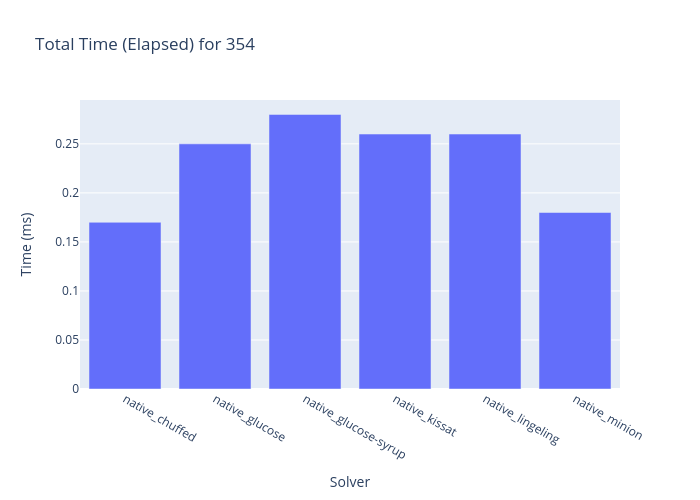 Total Time (Elapsed) for 354
Time (ms)
0.25
0.2
0.15
0.1
0.05
0
native_chuffed
native_glucose
native_glucose-syrup
native_kissat
native_lingeling
native_minion
Solver